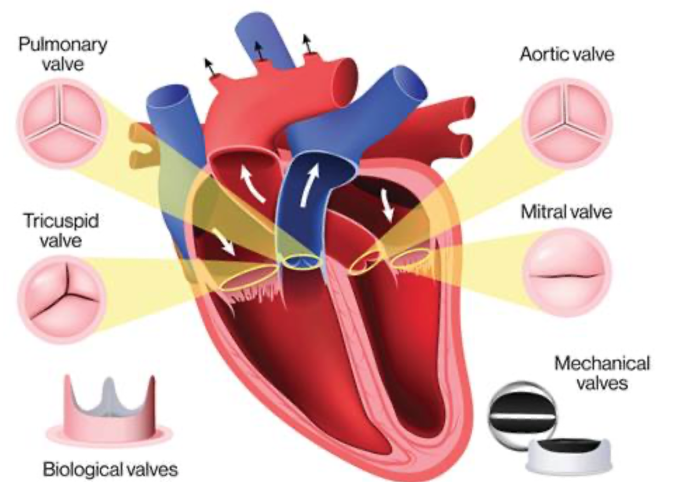 Pulmonary
valve
Aortic valve
Tricuspid
valve
Mitral valve
Mechanical
valves
Biological valves